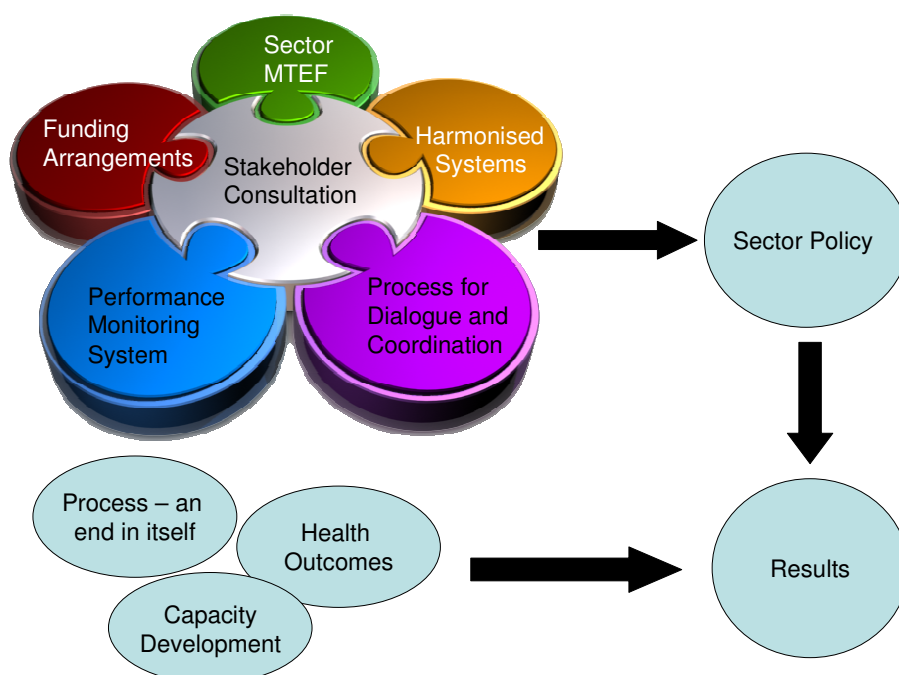 Sector
MTEF
Funding
Arrangements
Harmonised
Systems
Stakeholder
Consultation
Sector Policy
Performance
Monitoring
System
Process for
Dialogue and
Coordination
Process – an
end in itself
Health
Outcomes
Capacity
Development
Results